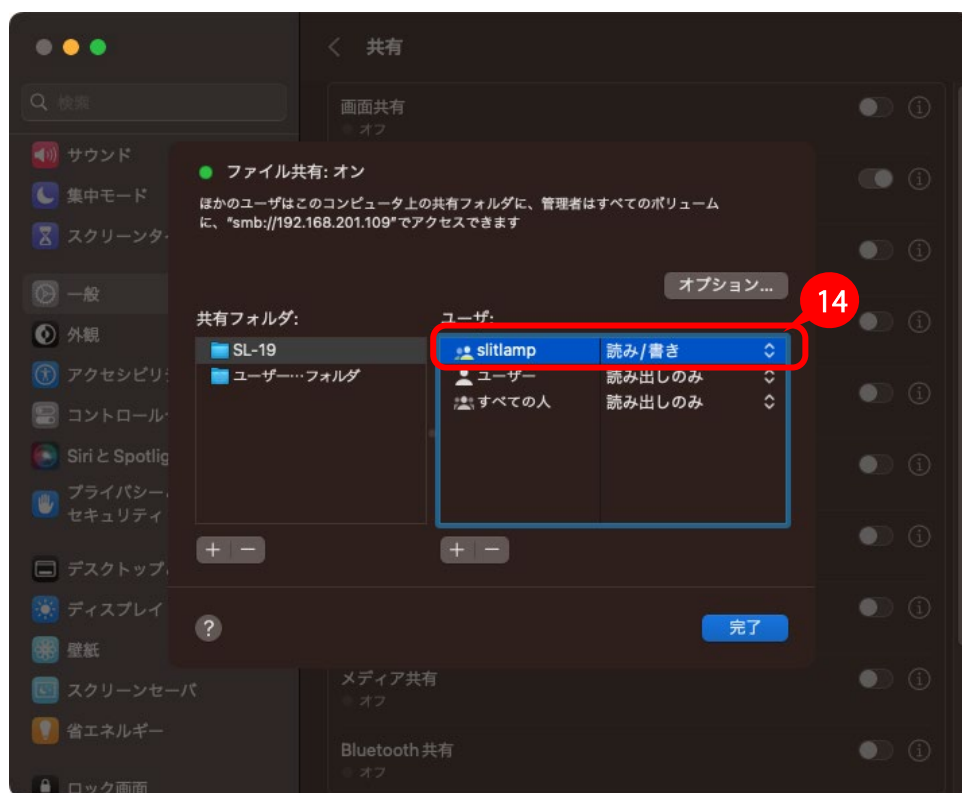 共有
検索
サウンド
集中モード
スクリーンタ
一般
外観
アクセシビリ
コントロール
SiriとSpotlig
プライバシー
セキュリティ
デスクトップ
ディスプレイ
壁紙
スクリーンセーバ
省エネルギー
ロック画面
画面共有
オフ
ファイル共有: オン
ほかのユーザはこのコンピュータ上の共有フォルダに、管理者はすべてのボリューム
に、“smb://192.168.201.109”でアクセスできます
オプション...
14
共有フォルダ:
SL-19
ユーザー…フォルダ
ユーザ:
slitlamp 読み/書き
ユーザー 読み出しのみ
すべての人 読み出しのみ
+ − + −
? 完了
メディア共有
オフ
Bluetooth共有
オフ